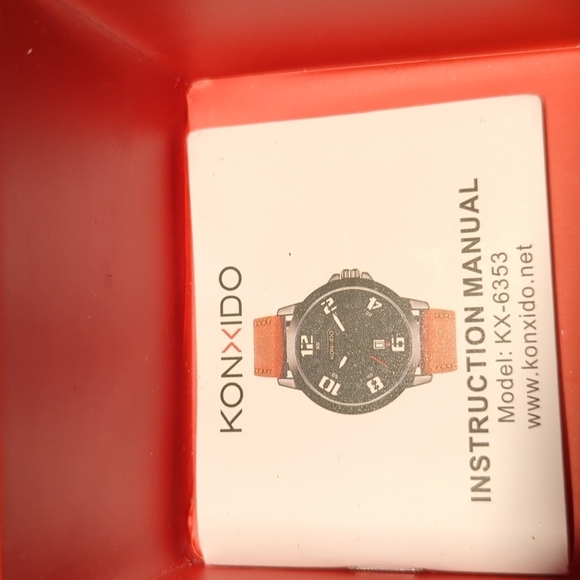 KONXIDO
INSTRUCTION MANUAL
Model: KX-6353
www.konxido.net